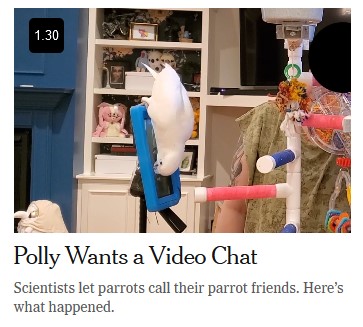 1.30
Polly Wants a Video Chat
Scientists let parrots call their parrot friends. Here’s
what happened.